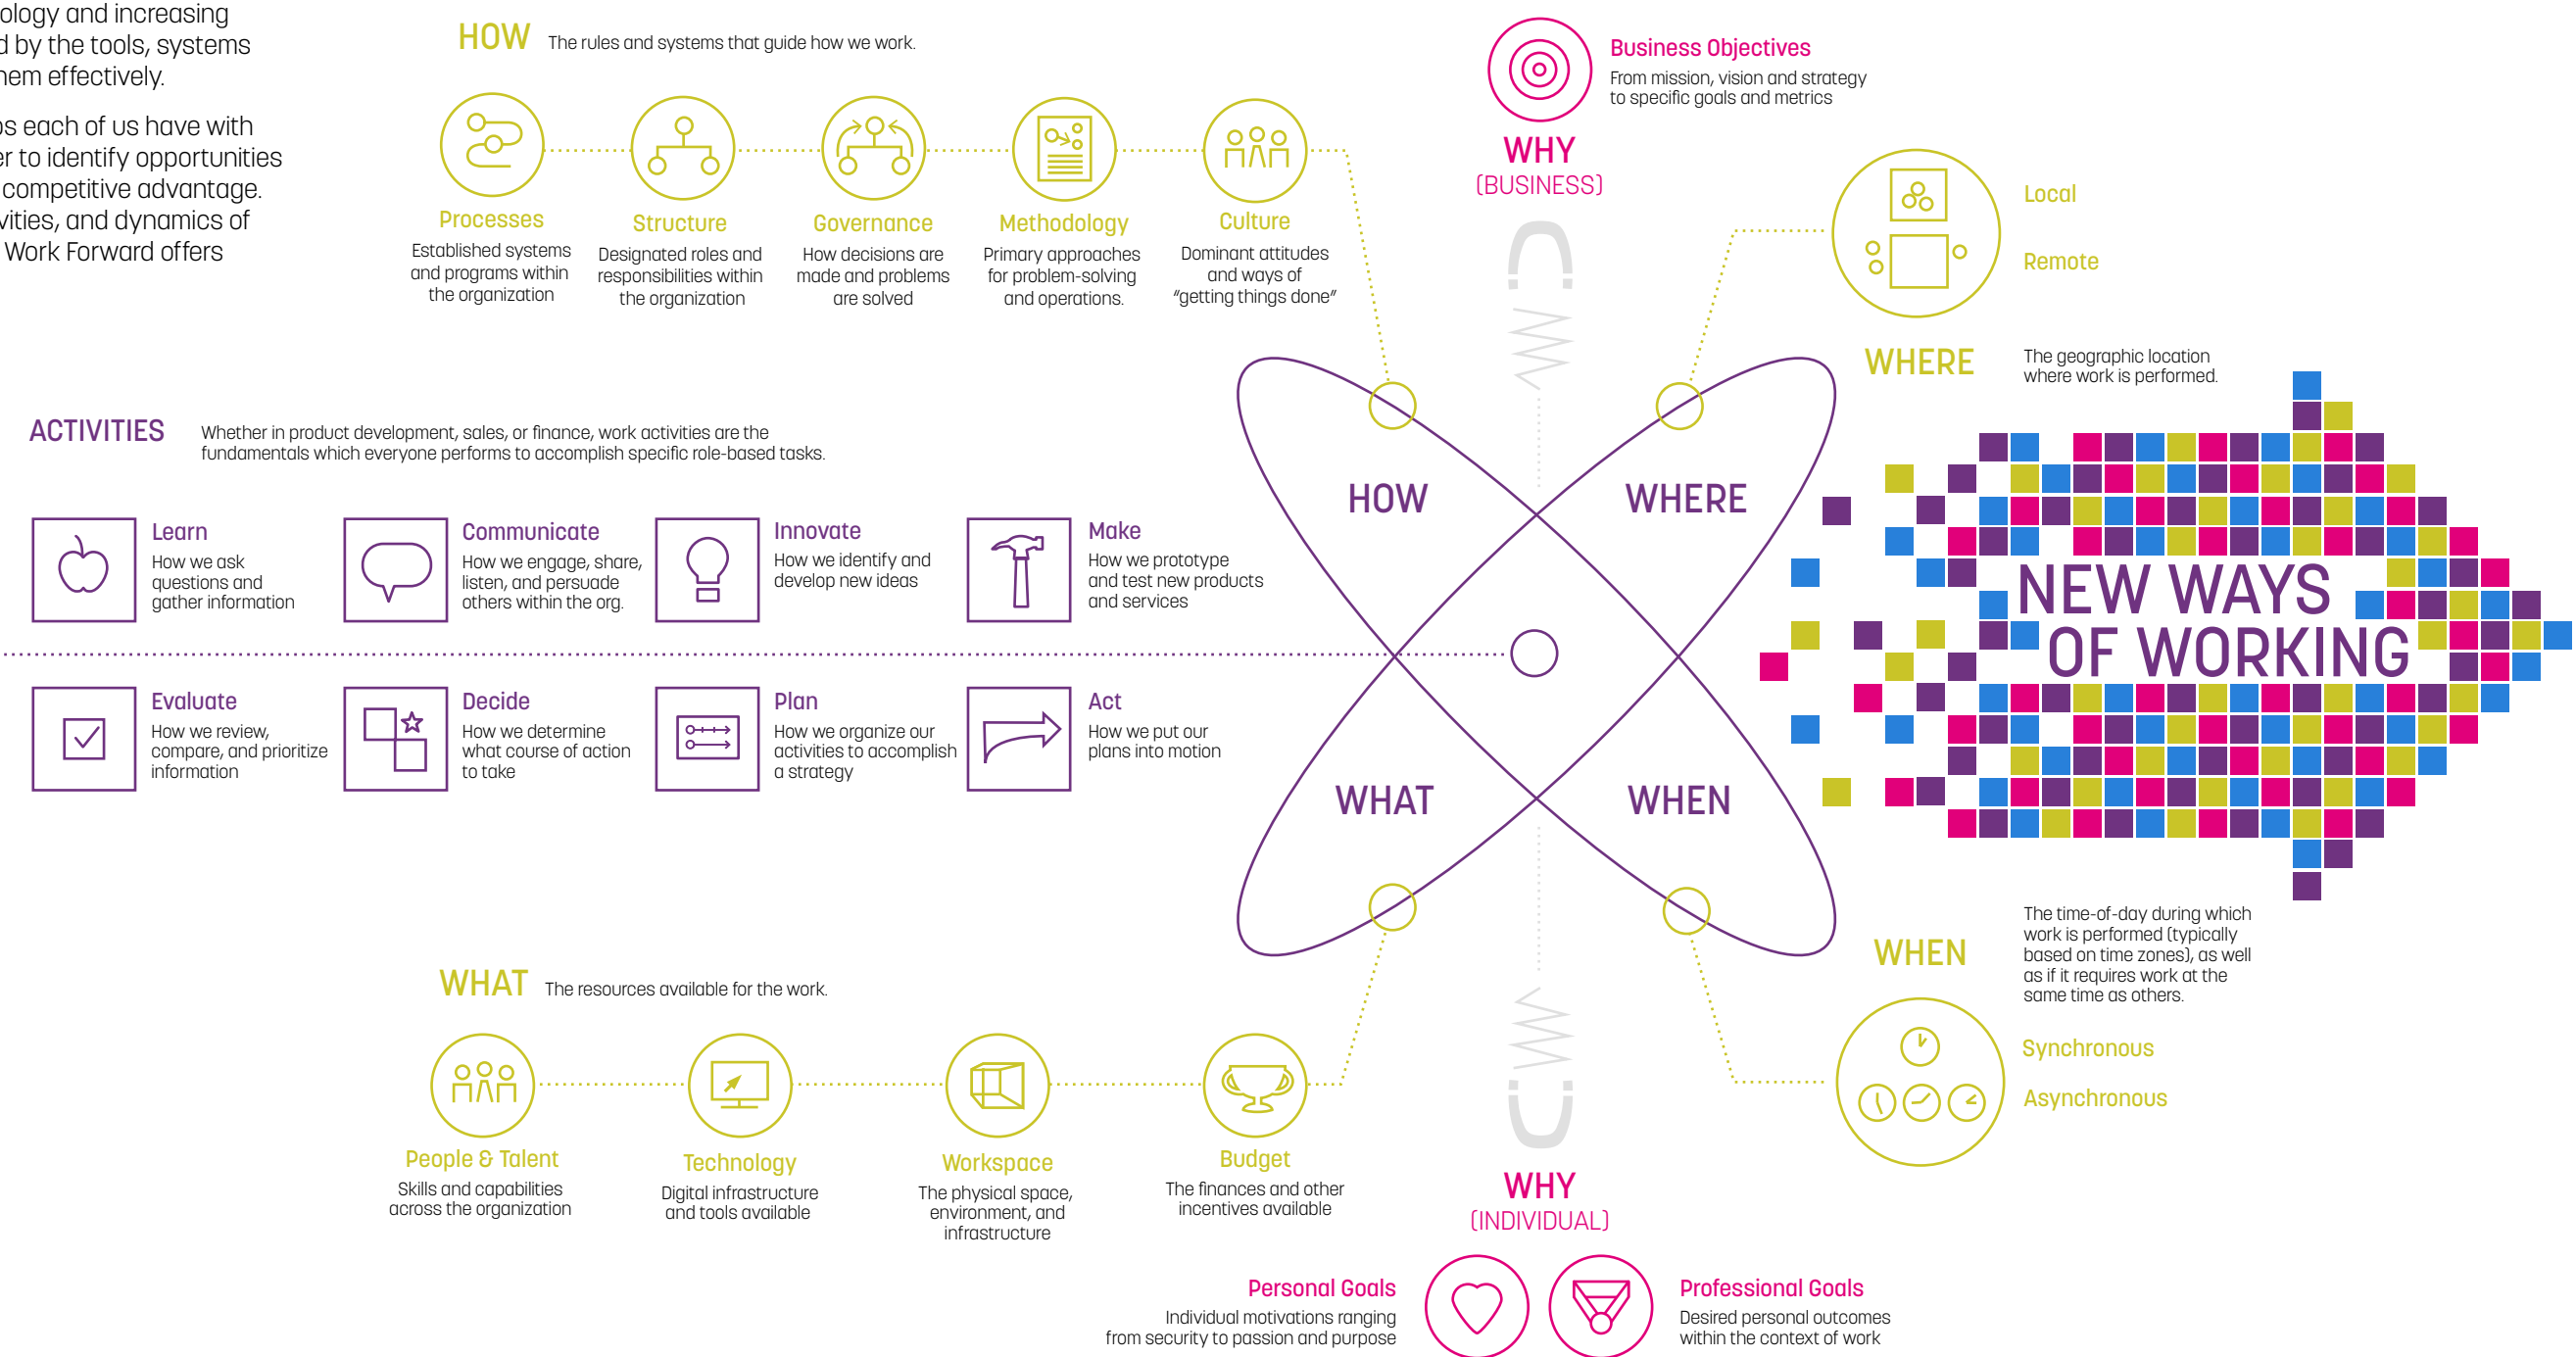 ology and increasing
d by the tools, systems
hem effectively.
os each of us have with
er to identify opportunities
competitive advantage.
vities, and dynamics of
Work Forward offers
HOW
The rules and systems that guide how we work.
Processes
Established systems
and programs within
the organization
Structure
Designated roles and
responsibilities within
the organization
Governance
How decisions are
made and problems
are solved
Methodology
Primary approaches
for problem-solving
and operations.
Culture
Dominant attitudes
and ways of
"getting things done"
Business Objectives
From mission, vision and strategy
to specific goals and metrics
WHY
(BUSINESS)
Local
Remote
WHERE
The geographic location
where work is performed.
ACTIVITIES
Whether in product development, sales, or finance, work activities are the
fundamentals which everyone performs to accomplish specific role-based tasks.
Learn
How we ask
questions and
gather information
Communicate
How we engage, share,
listen, and persuade
others within the org.
Innovate
How we identify and
develop new ideas
Make
How we prototype
and test new products
and services
Evaluate
How we review,
compare, and prioritize
information
Decide
How we determine
what course of action
to take
Plan
How we organize our
activities to accomplish
a strategy
Act
How we put our
plans into motion
HOW
WHERE
WHAT
WHEN
NEW WAYS
OF WORKING
WHAT
The resources available for the work.
People & Talent
Skills and capabilities
across the organization
Technology
Digital infrastructure
and tools available
Workspace
The physical space,
environment, and
infrastructure
Budget
The finances and other
incentives available
WHEN
The time-of-day during which
work is performed (typically
based on time zones), as well
as if it requires work at the
same time as others.
Synchronous
Asynchronous
WHY
(INDIVIDUAL)
Personal Goals
Individual motivations ranging
from security to passion and purpose
Professional Goals
Desired personal outcomes
within the context of work